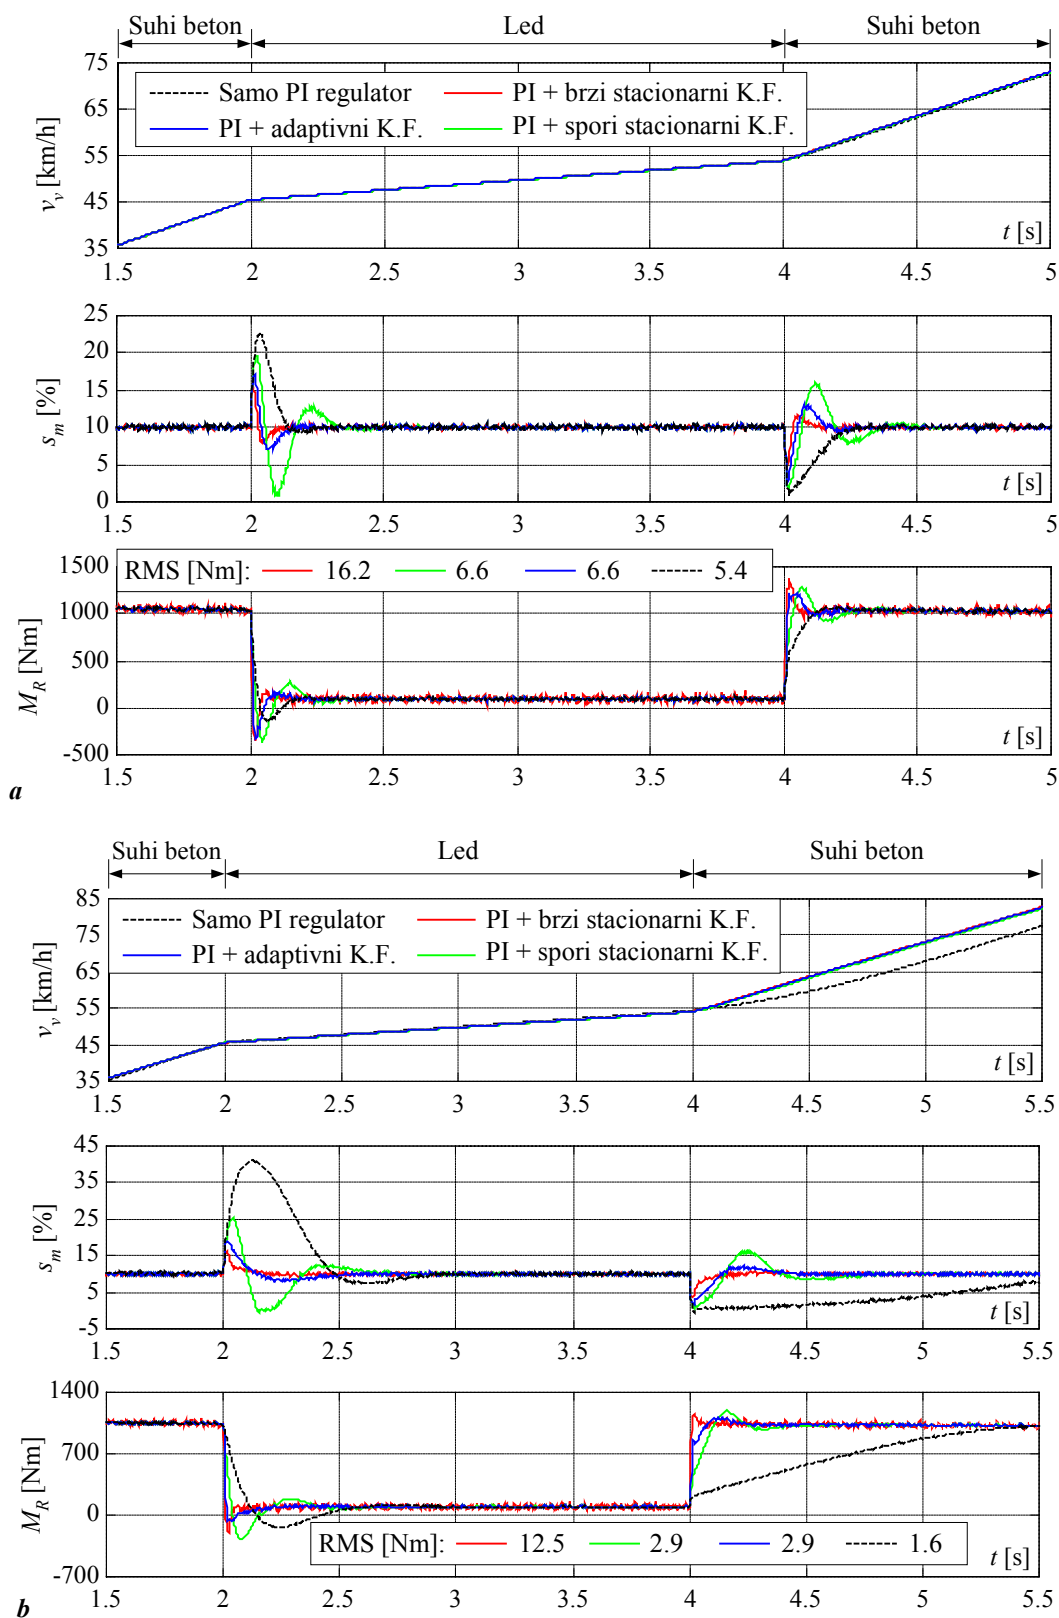 Suhi beton Led Suhi beton
75
65
55
45
35
v_v [km/h]
Samo PI regulator PI + brzi stacionarni K.F.
PI + adaptivni K.F. PI + spori stacionarni K.F.
t [s]
1.5 2 2.5 3 3.5 4 4.5 5
25
20
15
10
5
0
s_m [%]
t [s]
1.5 2 2.5 3 3.5 4 4.5 5
RMS [Nm]: 16.2 6.6 6.6 5.4
1500
1000
500
0
-500
M_R [Nm]
t [s]
1.5 2 2.5 3 3.5 4 4.5 5
a
Suhi beton Led Suhi beton
85
75
65
55
45
35
v_v [km/h]
Samo PI regulator PI + brzi stacionarni K.F.
PI + adaptivni K.F. PI + spori stacionarni K.F.
t [s]
1.5 2 2.5 3 3.5 4 4.5 5 5.5
45
35
25
15
5
-5
s_m [%]
t [s]
1.5 2 2.5 3 3.5 4 4.5 5 5.5
1400
700
0
-700
M_R [Nm]
RMS [Nm]: 12.5 2.9 2.9 1.6
t [s]
1.5 2 2.5 3 3.5 4 4.5 5 5.5
b